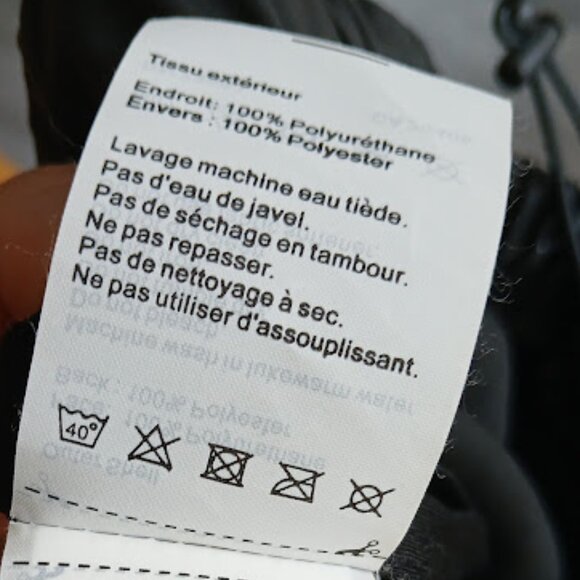 Tissu extérieur
Endroit: 100% Polyuréthane
Envers : 100% Polyester
Lavage machine eau tiède.
Pas d'eau de javel.
Pas de séchage en tambour.
Ne pas repasser.
Pas de nettoyage à sec.
Ne pas utiliser d'assouplissant.
40°